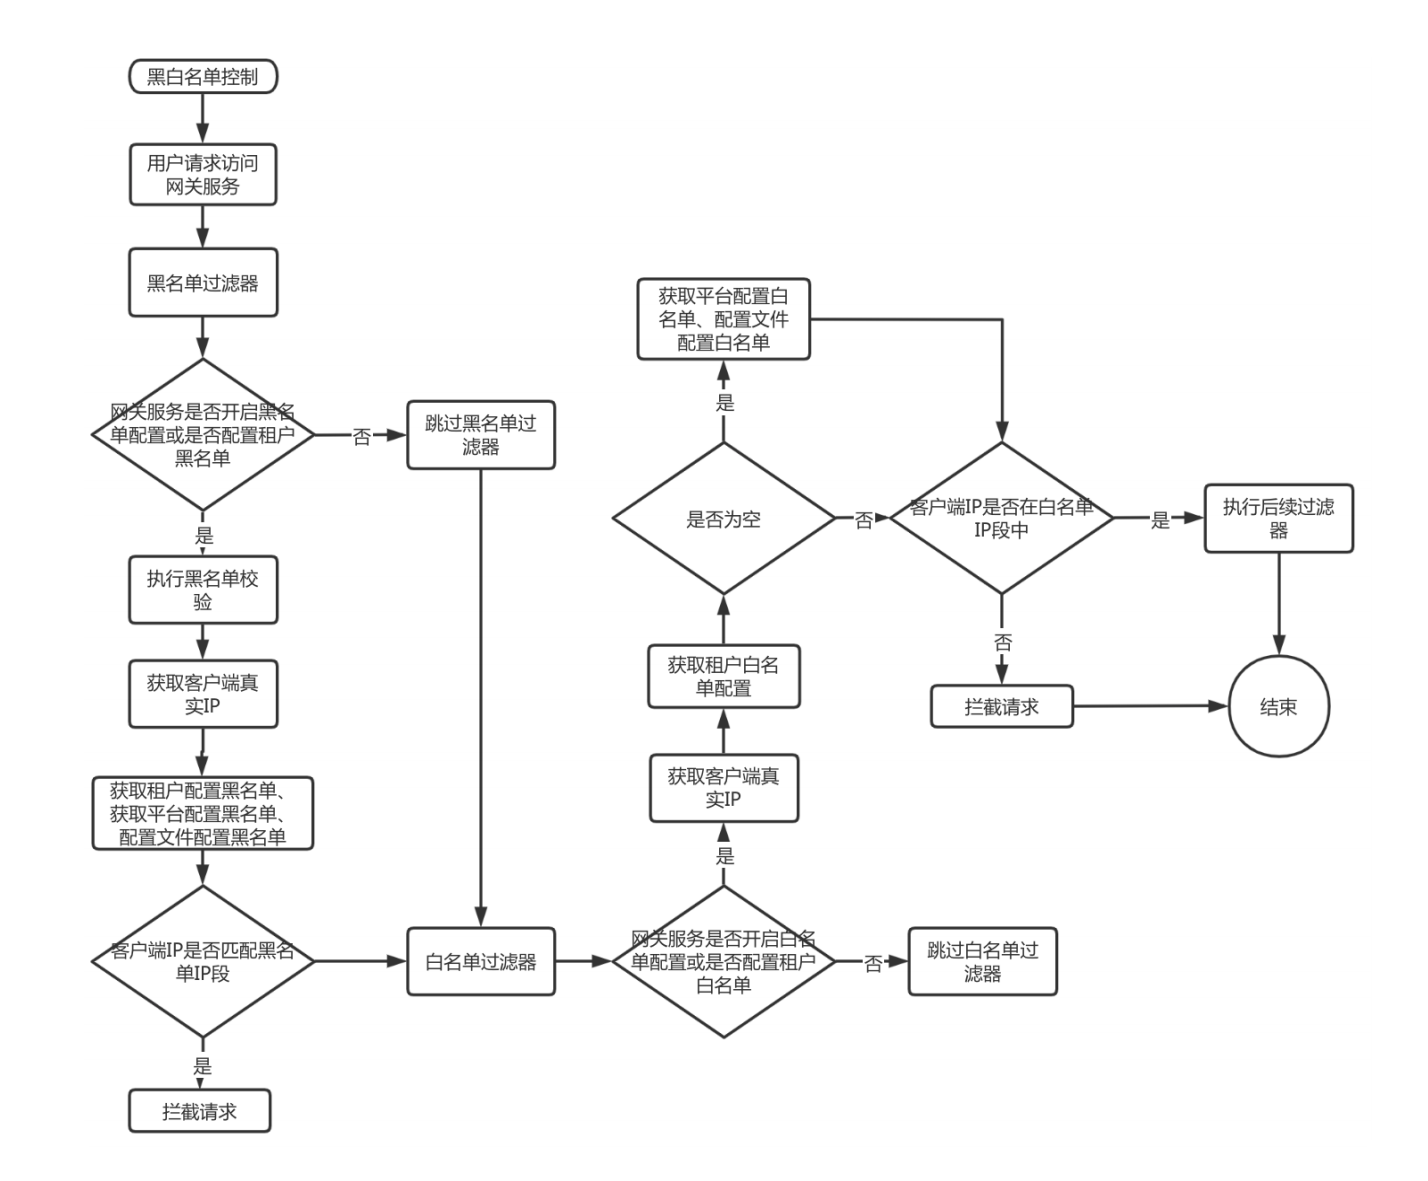 黑白名单控制
用户请求访问
网关服务
黑名单过滤器
网关服务是否开启黑名
单配置或是否配置租户
黑名单
否
跳过黑名单过
滤器
是
执行黑名单校
验
获取客户端真
实IP
获取租户配置黑名单、
获取平台配置黑名单、
配置文件配置黑名单
客户端IP是否匹配黑名
单IP段
是
拦截请求
白名单过滤器
网关服务是否开启白名
单配置或是否配置租户
白名单
否
跳过白名单过
滤器
是
获取客户端真
实IP
获取租户白名
单配置
是否为空
是
获取平台配置白
名单、配置文件
配置白名单
否
客户端IP是否在白名单
IP段中
是
执行后续过滤
器
否
拦截请求
结束